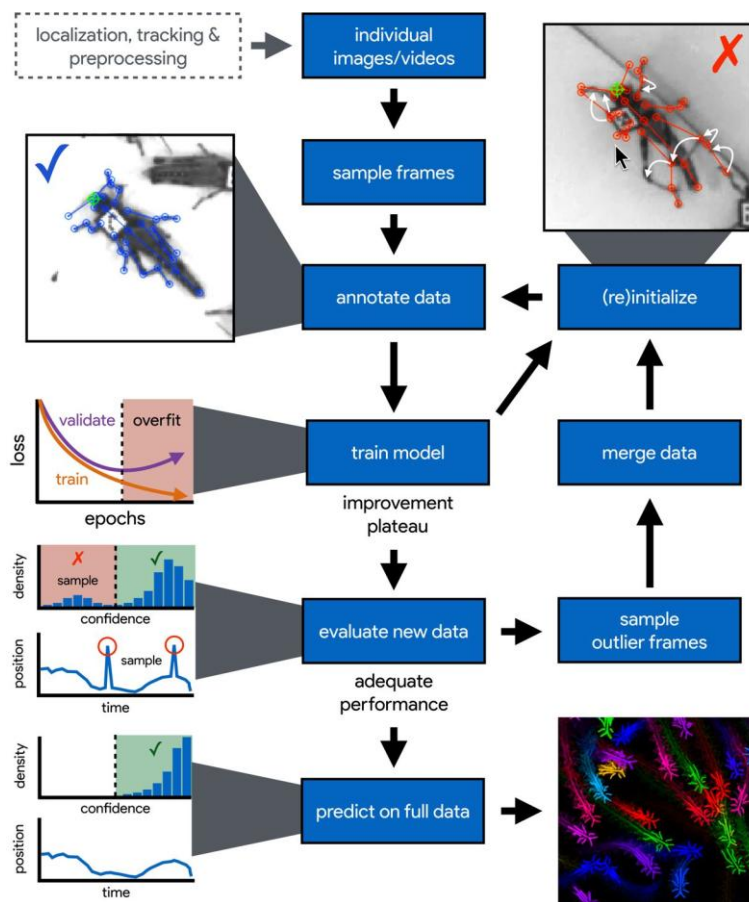 localization, tracking &
preprocessing
individual
images/videos
sample frames
annotate data
(re)initialize
train model
merge data
improvement
plateau
validate
overfit
train
loss
epochs
evaluate new data
sample
outlier frames
adequate
performance
density
sample
confidence
position
sample
time
predict on full data
density
confidence
position
time